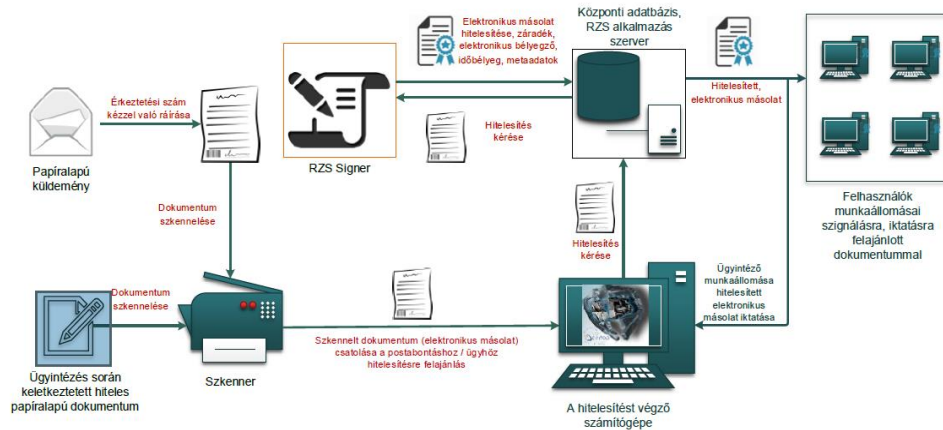 Elektronikus másolat
hitelesítése, záradék,
elektronikus bélyegző,
időbélyeg, metaadatok
Központi adatbázis,
RZS alkalmazás
szerver
Érkeztetési szám
kézzel való ráírása
Papíralapú
küldemény
RZS Signer
Hitelesítés
kérése
Hitelesített,
elektronikus másolat
Felhasználók
munkaállomásai
szignálásra, iktatásra
felajánlott
dokumentummal
Dokumentum
szkennelése
Hitelesítés
kérése
Ügyintéző
munkaállomása
hitelesített
elektronikus
másolat iktatása
Dokumentum
szkennelése
Szkennelt dokumentum (elektronikus másolat)
csatolása a postabontáshoz / ügyhöz
hitelesítésre felajánlás
Szkenner
Ügyintézés során
keletkeztetett hiteles
papíralapú dokumentum
A hitelesítést végző
számítógépe